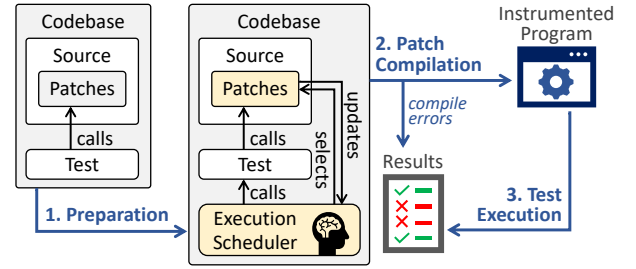 Codebase
Source
Patches
calls
Test
1. Preparation
Codebase
Source
Patches
calls
Test
calls
selects
updates
Execution
Scheduler
2. Patch
Compilation
compile
errors
Instrumented
Program
Results
3. Test
Execution